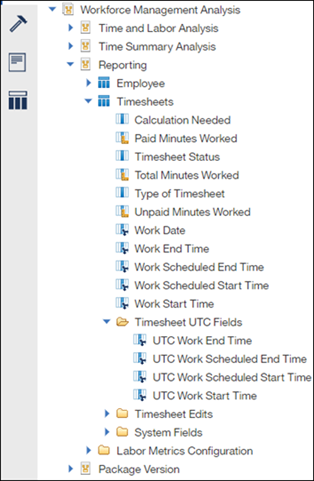 Workforce Management Analysis
Time and Labor Analysis
Time Summary Analysis
Reporting
Employee
Timesheets
Calculation Needed
Paid Minutes Worked
Timesheet Status
Total Minutes Worked
Type of Timesheet
Unpaid Minutes Worked
Work Date
Work End Time
Work Scheduled End Time
Work Scheduled Start Time
Work Start Time
Timesheet UTC Fields
UTC Work End Time
UTC Work Scheduled End Time
UTC Work Scheduled Start Time
UTC Work Start Time
Timesheet Edits
System Fields
Labor Metrics Configuration
Package Version